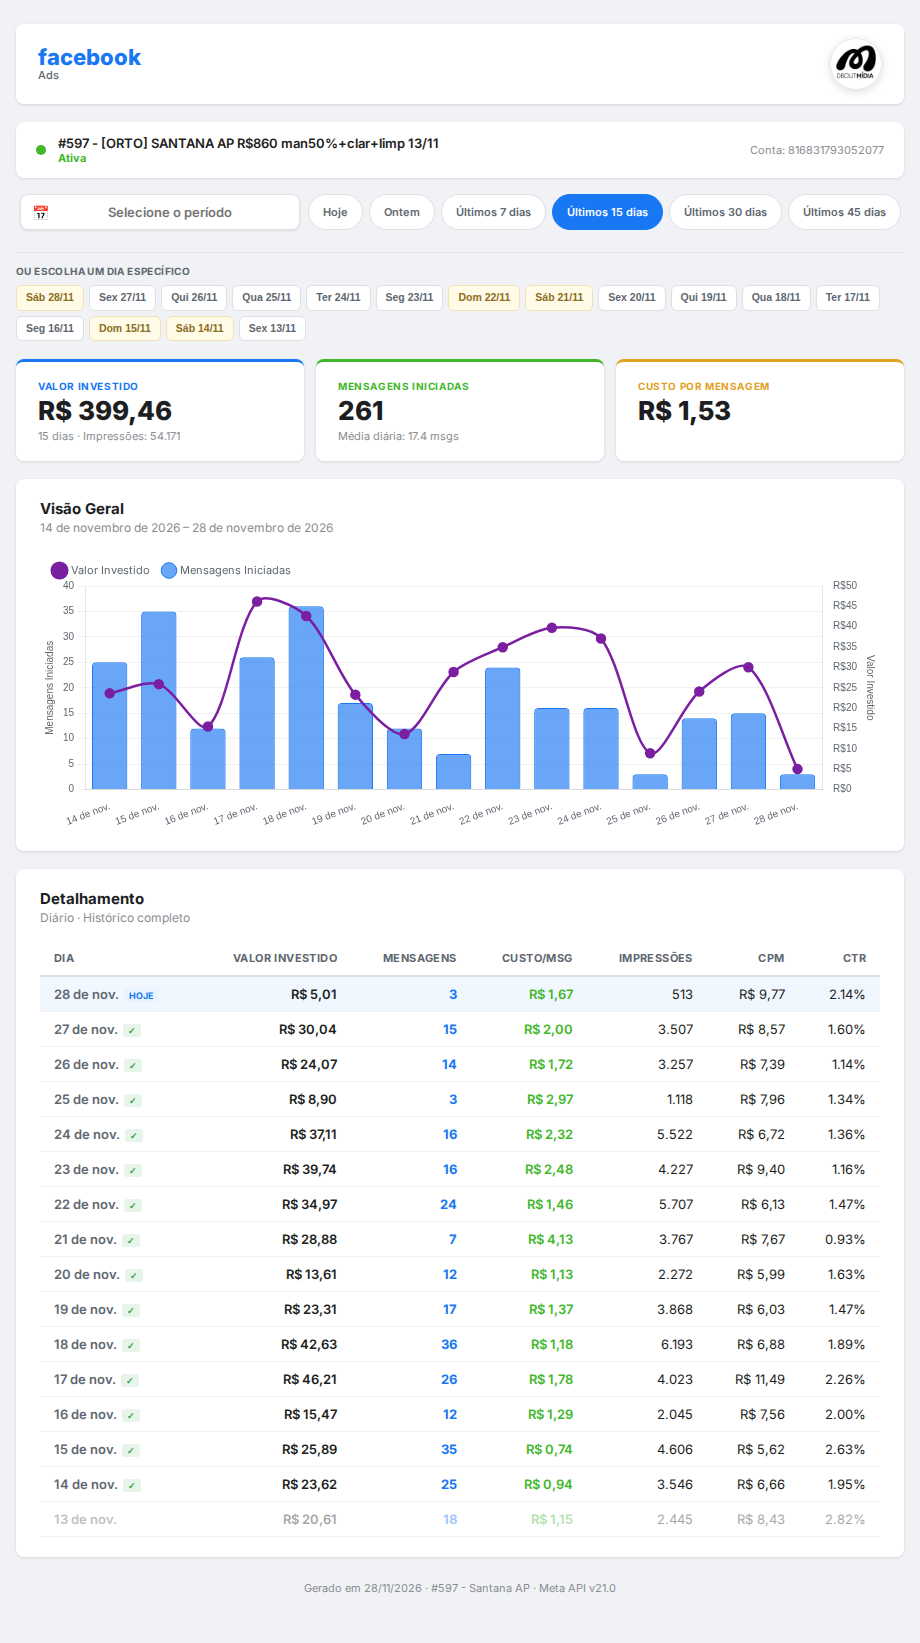 facebook
Ads
DBOUTMÍDIA
#597 - [ORTO] SANTANA AP R$860 man50%+clar+limp 13/11
Ativa
Conta: 816831793052077
📅 Selecione o período
Hoje
Ontem
Últimos 7 dias
Últimos 15 dias
Últimos 30 dias
Últimos 45 dias
OU ESCOLHA UM DIA ESPECÍFICO
Sáb 28/11 Sex 27/11 Qui 26/11 Qua 25/11 Ter 24/11 Seg 23/11 Dom 22/11 Sáb 21/11 Sex 20/11 Qui 19/11 Qua 18/11 Ter 17/11
Seg 16/11 Dom 15/11 Sáb 14/11 Sex 13/11
VALOR INVESTIDO
R$ 399,46
15 dias · Impressões: 54.171
MENSAGENS INICIADAS
261
Média diária: 17.4 msgs
CUSTO POR MENSAGEM
R$ 1,53
Visão Geral
14 de novembro de 2026 – 28 de novembro de 2026
Valor Investido Mensagens Iniciadas
40
35
30
25
20
15
10
5
0
Mensagens Iniciadas
R$50
R$45
R$40
R$35
R$30
R$25
R$20
R$15
R$10
R$5
R$0
Valor Investido
14 de nov. 15 de nov. 16 de nov. 17 de nov. 18 de nov. 19 de nov. 20 de nov. 21 de nov. 22 de nov. 23 de nov. 24 de nov. 25 de nov. 26 de nov. 27 de nov. 28 de nov.
Detalhamento
Diário · Histórico completo
DIA VALOR INVESTIDO MENSAGENS CUSTO/MSG IMPRESSÕES CPM CTR
28 de nov. HOJE R$ 5,01 3 R$ 1,67 513 R$ 9,77 2.14%
27 de nov. ✓ R$ 30,04 15 R$ 2,00 3.507 R$ 8,57 1.60%
26 de nov. ✓ R$ 24,07 14 R$ 1,72 3.257 R$ 7,39 1.14%
25 de nov. ✓ R$ 8,90 3 R$ 2,97 1.118 R$ 7,96 1.34%
24 de nov. ✓ R$ 37,11 16 R$ 2,32 5.522 R$ 6,72 1.36%
23 de nov. ✓ R$ 39,74 16 R$ 2,48 4.227 R$ 9,40 1.16%
22 de nov. ✓ R$ 34,97 24 R$ 1,46 5.707 R$ 6,13 1.47%
21 de nov. ✓ R$ 28,88 7 R$ 4,13 3.767 R$ 7,67 0.93%
20 de nov. ✓ R$ 13,61 12 R$ 1,13 2.272 R$ 5,99 1.63%
19 de nov. ✓ R$ 23,31 17 R$ 1,37 3.868 R$ 6,03 1.47%
18 de nov. ✓ R$ 42,63 36 R$ 1,18 6.193 R$ 6,88 1.89%
17 de nov. ✓ R$ 46,21 26 R$ 1,78 4.023 R$ 11,49 2.26%
16 de nov. ✓ R$ 15,47 12 R$ 1,29 2.045 R$ 7,56 2.00%
15 de nov. ✓ R$ 25,89 35 R$ 0,74 4.606 R$ 5,62 2.63%
14 de nov. ✓ R$ 23,62 25 R$ 0,94 3.546 R$ 6,66 1.95%
13 de nov. R$ 20,61 18 R$ 1,15 2.445 R$ 8,43 2.82%
Gerado em 28/11/2026 · #597 - Santana AP · Meta API v21.0